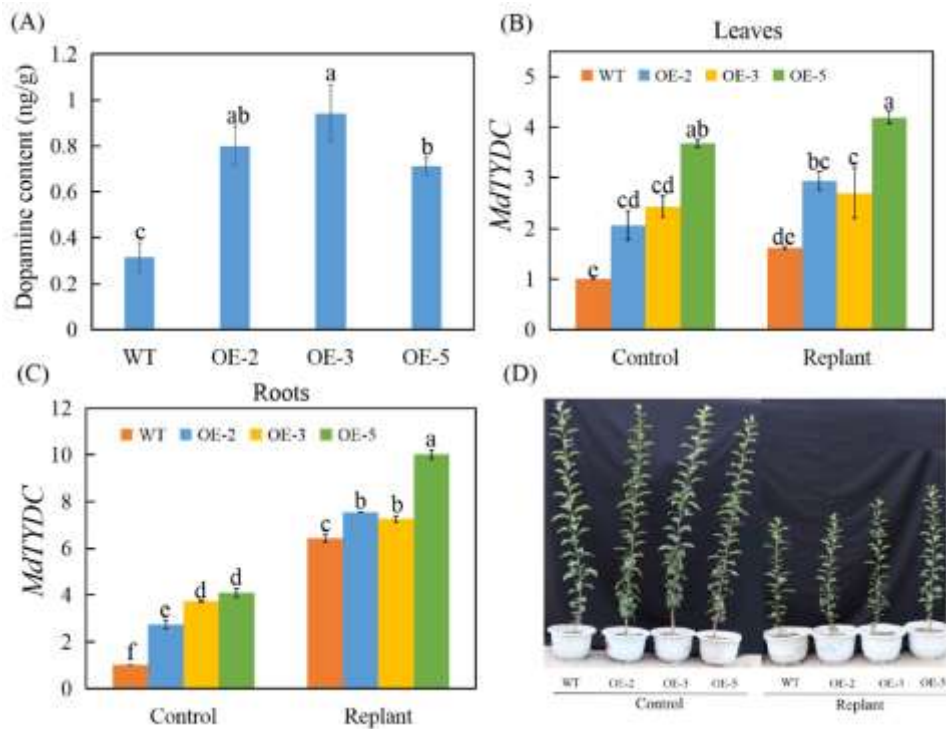 (A)
Dopamine content (ng/g)
1.2
1
0.8
0.6
0.4
0.2
0
c
ab
a
b
WT OE-2 OE-3 OE-5
(B)
Leaves
MdTYDC
WT OE-2 OE-3 OE-5
5
4
3
2
1
0
e
cd
cd
ab
de
bc
c
a
Control Replant
(C)
Roots
MdTYDC
WT OE-2 OE-3 OE-5
12
10
8
6
4
2
0
f
e
d
d
c
b
b
a
Control Replant
(D)
WT OE-2 OE-3 OE-5 WT OE-2 OE-3 OE-5
Control Replant